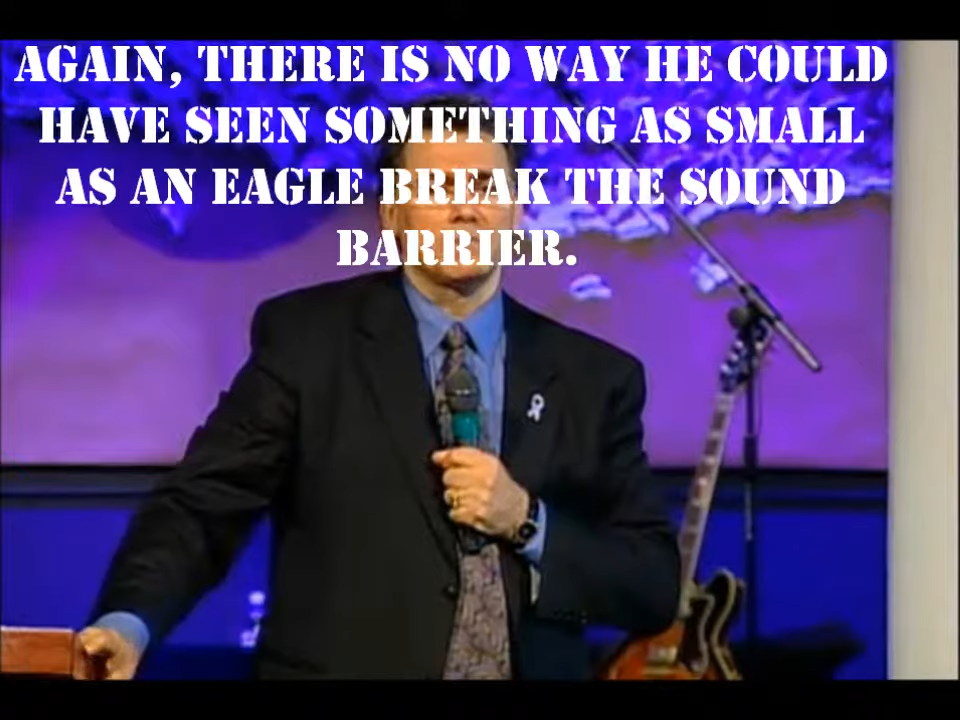 AGAIN, THERE IS NO WAY HE COULD
HAVE SEEN SOMETHING AS SMALL
AS AN EAGLE BREAK THE SOUND
BARRIER.